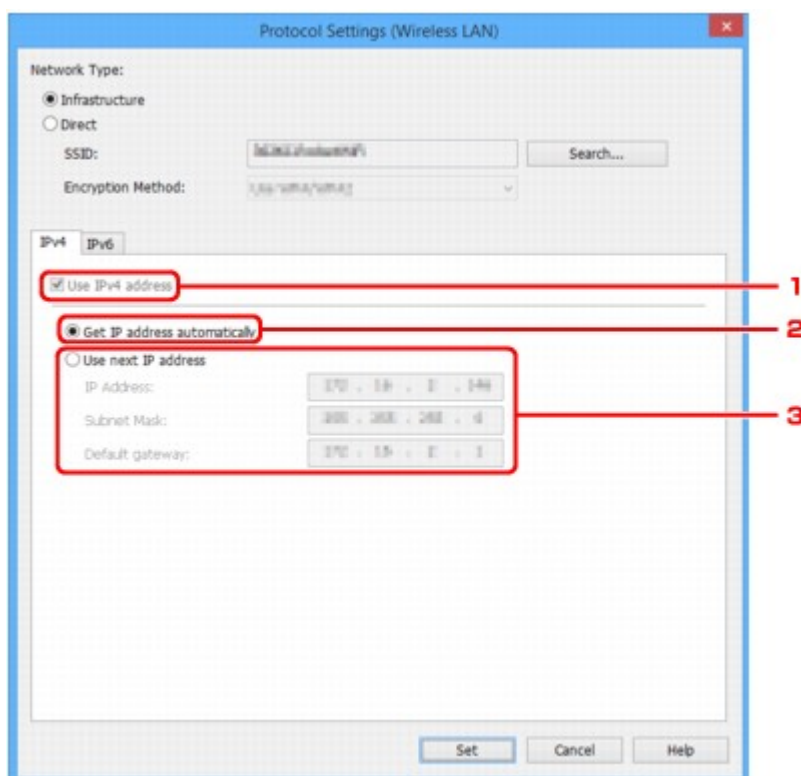 Protocol Settings (Wireless LAN)
Network Type:
Infrastructure
Direct
SSID:
Search...
Encryption Method:
IPv4 IPv6
Use IPv4 address
1
Get IP address automatically
2
Use next IP address
IP Address:
3
Subnet Mask:
Default gateway:
Set Cancel Help